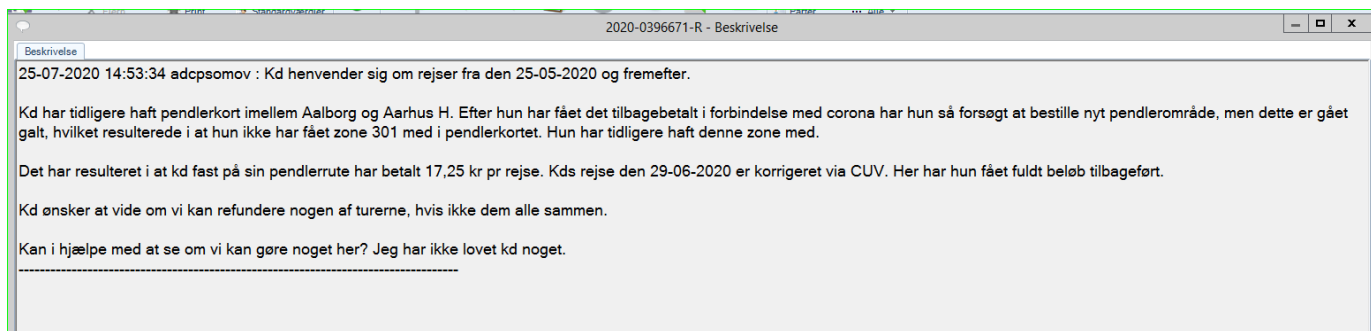 Print
Standardværdier
Parter
Alle
2020-0396671-R - Beskrivelse
Beskrivelse
25-07-2020 14:53:34 adcpsomov : Kd henvender sig om rejser fra den 25-05-2020 og fremefter.
Kd har tidligere haft pendlerkort imellem Aalborg og Aarhus H. Efter hun har fået det tilbagebetalt i forbindelse med corona har hun så forsøgt at bestille nyt pendlerområde, men dette er gået
galt, hvilket resulterede i at hun ikke har fået zone 301 med i pendlerkortet. Hun har tidligere haft denne zone med.
Det har resulteret i at kd fast på sin pendlerrute har betalt 17,25 kr pr rejse. Kds rejse den 29-06-2020 er korrigeret via CUV. Her har hun fået fuldt beløb tilbageført.
Kd ønsker at vide om vi kan refundere nogen af turerne, hvis ikke dem alle sammen.
Kan i hjælpe med at se om vi kan gøre noget her? Jeg har ikke lovet kd noget.
--------------------------------------------------------------------------------------